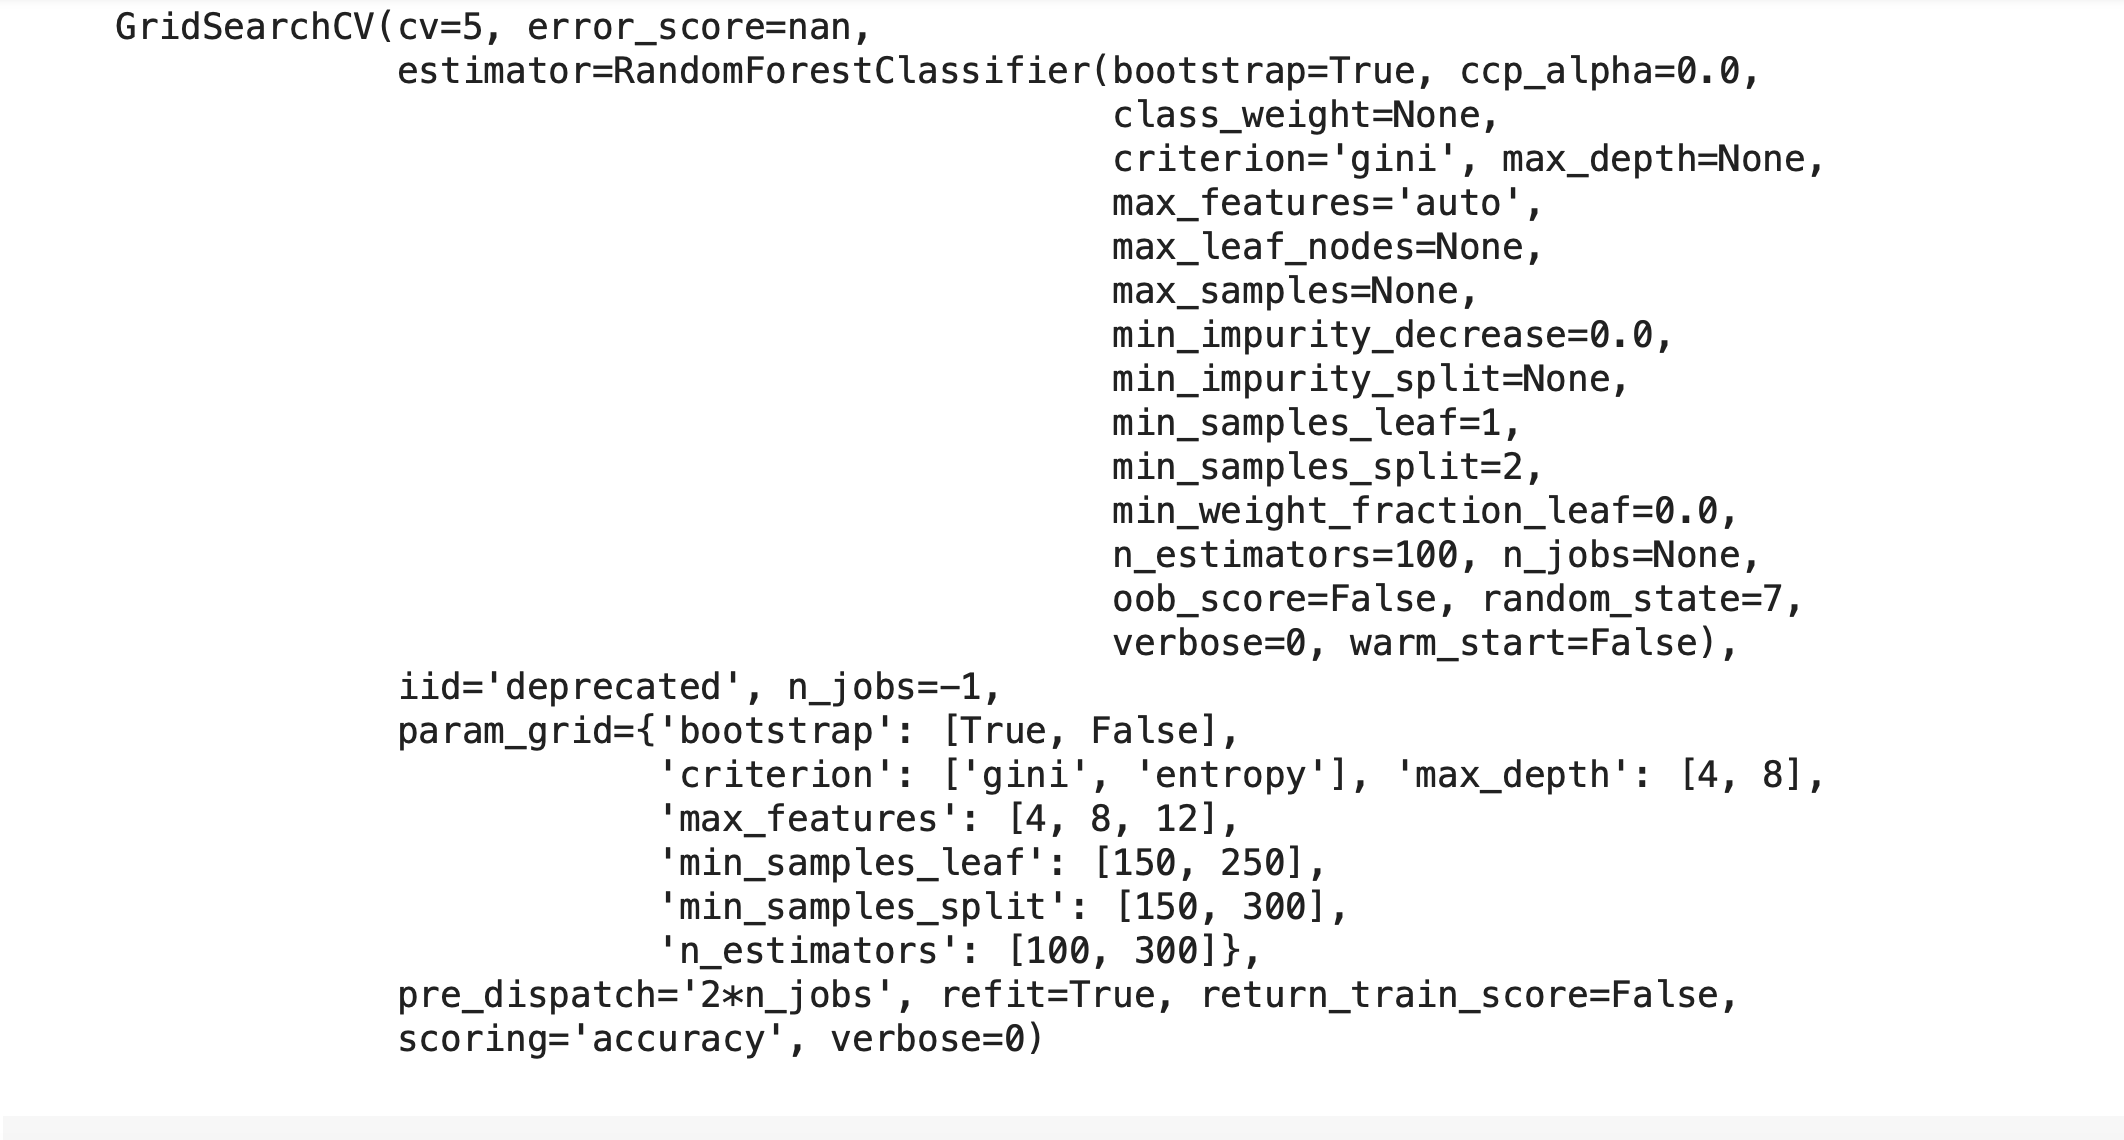 GridSearchCV(cv=5, error_score=nan,
             estimator=RandomForestClassifier(bootstrap=True, ccp_alpha=0.0,
                                              class_weight=None,
                                              criterion='gini', max_depth=None,
                                              max_features='auto',
                                              max_leaf_nodes=None,
                                              max_samples=None,
                                              min_impurity_decrease=0.0,
                                              min_impurity_split=None,
                                              min_samples_leaf=1,
                                              min_samples_split=2,
                                              min_weight_fraction_leaf=0.0,
                                              n_estimators=100, n_jobs=None,
                                              oob_score=False, random_state=7,
                                              verbose=0, warm_start=False),
             iid='deprecated', n_jobs=-1,
             param_grid={'bootstrap': [True, False],
                         'criterion': ['gini', 'entropy'], 'max_depth': [4, 8],
                         'max_features': [4, 8, 12],
                         'min_samples_leaf': [150, 250],
                         'min_samples_split': [150, 300],
                         'n_estimators': [100, 300]},
             pre_dispatch='2*n_jobs', refit=True, return_train_score=False,
             scoring='accuracy', verbose=0)